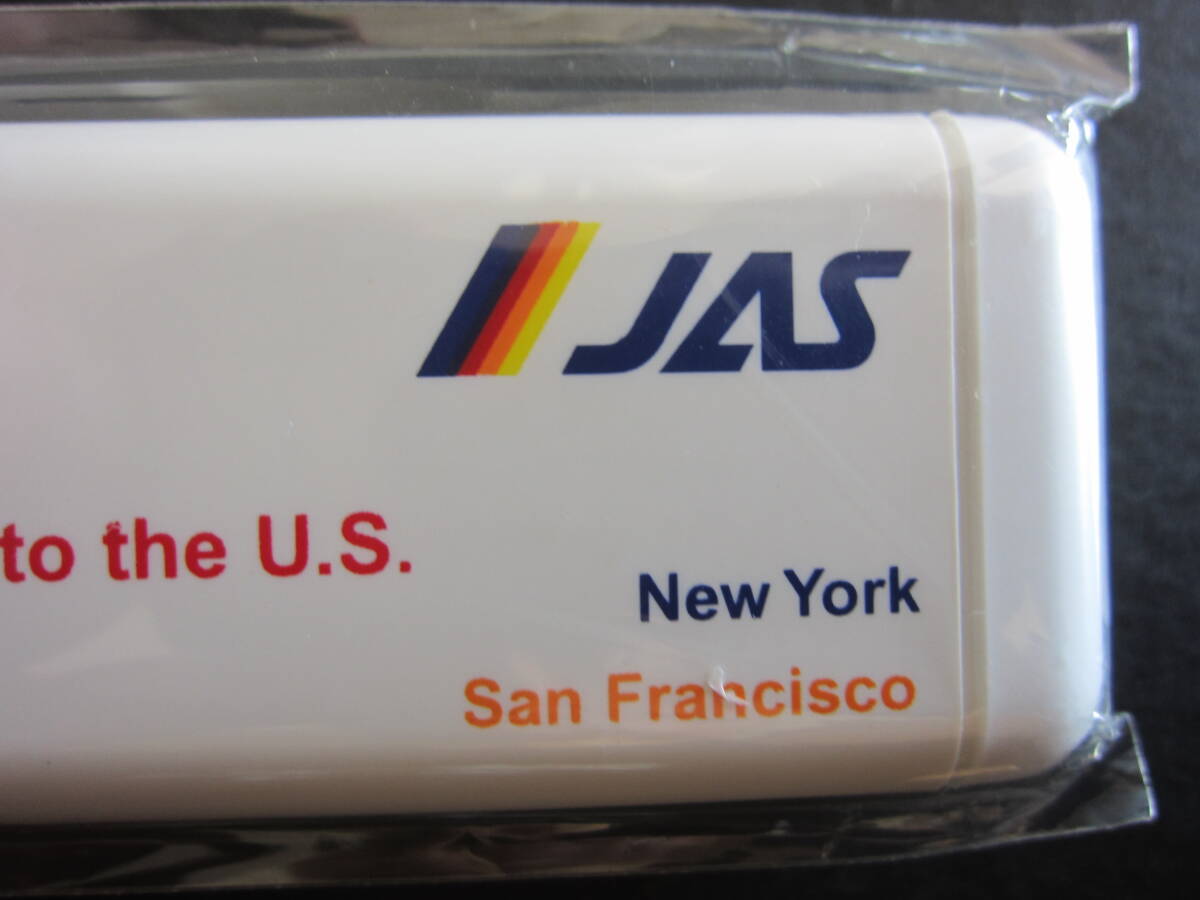 JAS
to the U.S.
New York
San Francisco